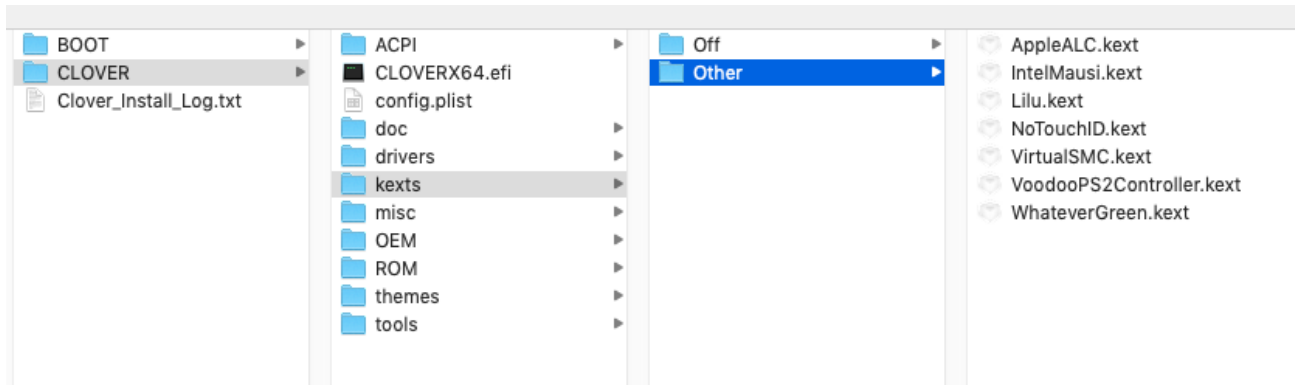 BOOT
CLOVER
Clover_Install_Log.txt
ACPI
CLOVERX64.efi
config.plist
doc
drivers
kexts
misc
OEM
ROM
themes
tools
Off
Other
AppleALC.kext
IntelMausi.kext
Lilu.kext
NoTouchID.kext
VirtualSMC.kext
VoodooPS2Controller.kext
WhateverGreen.kext